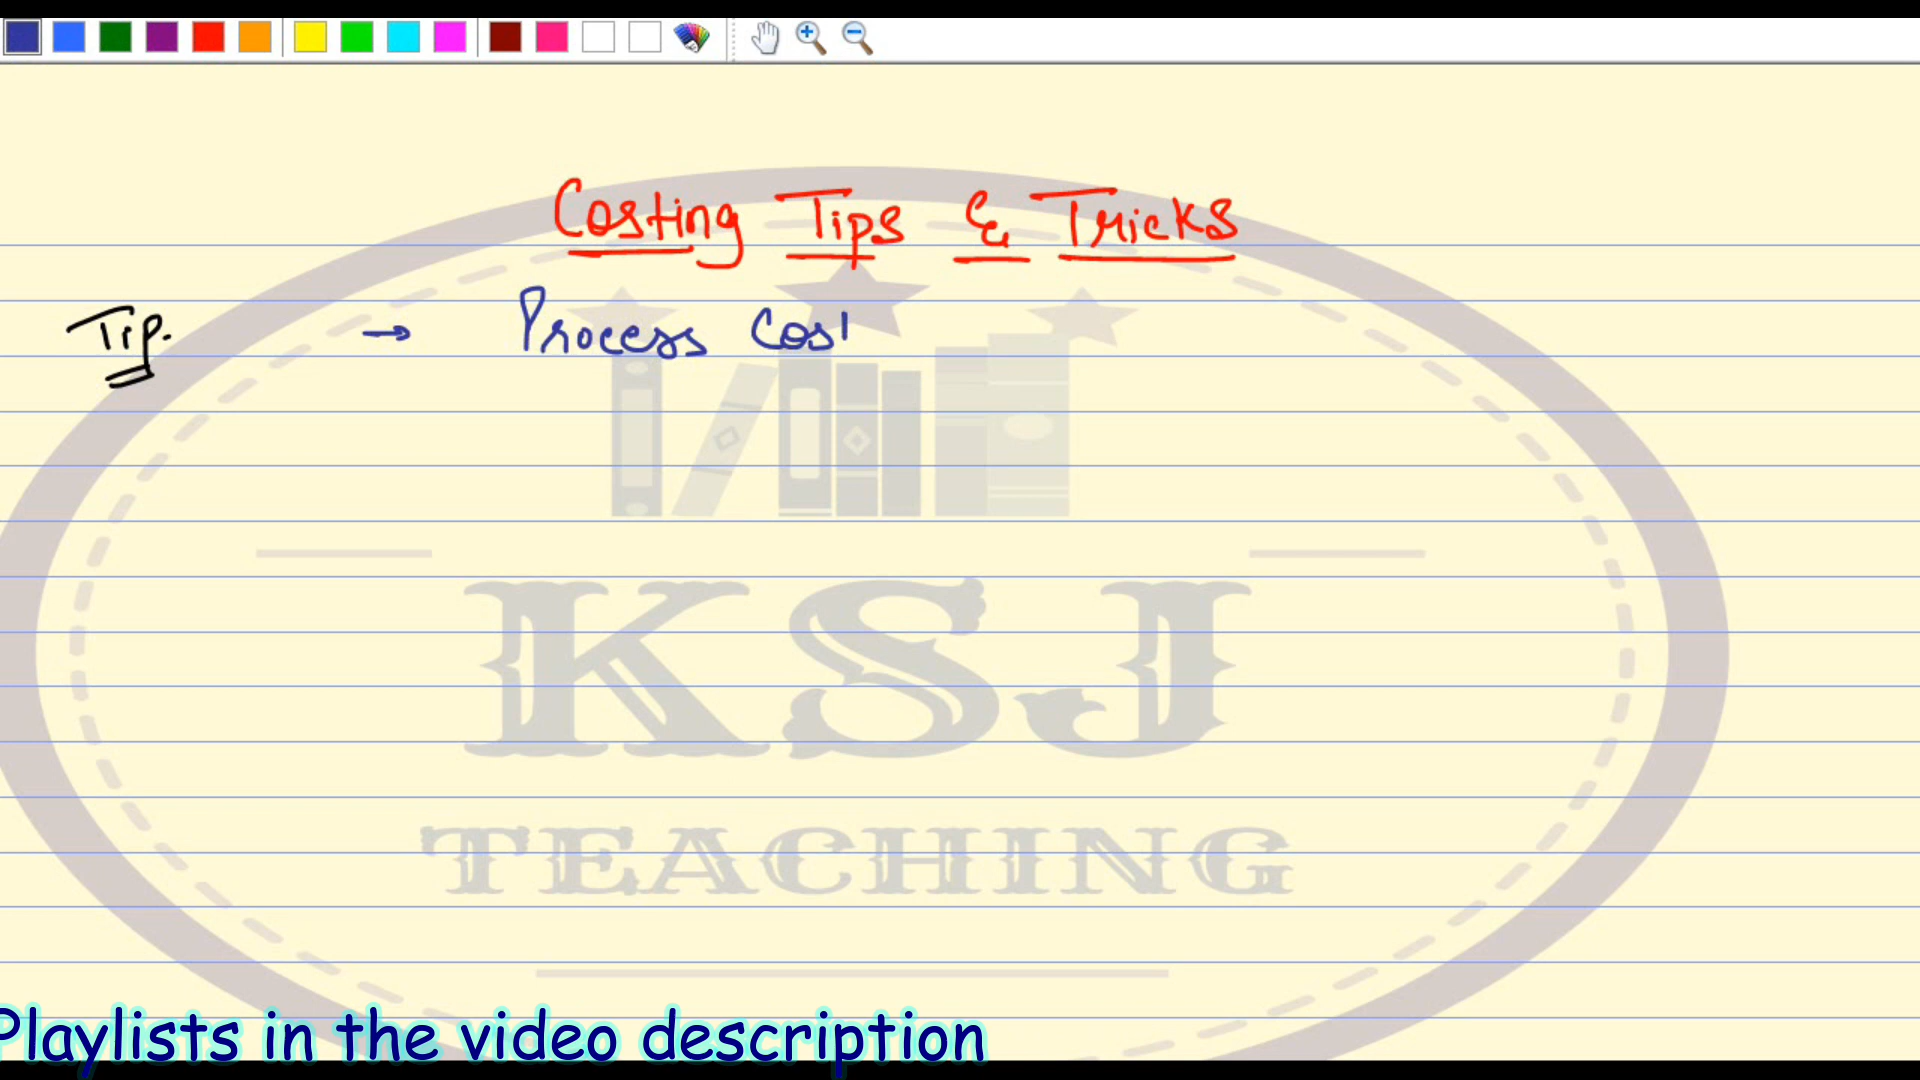 Costing Tips & Tricks
Tip. → Process Cost
KSJ
TEACHING
Playlists in the video description